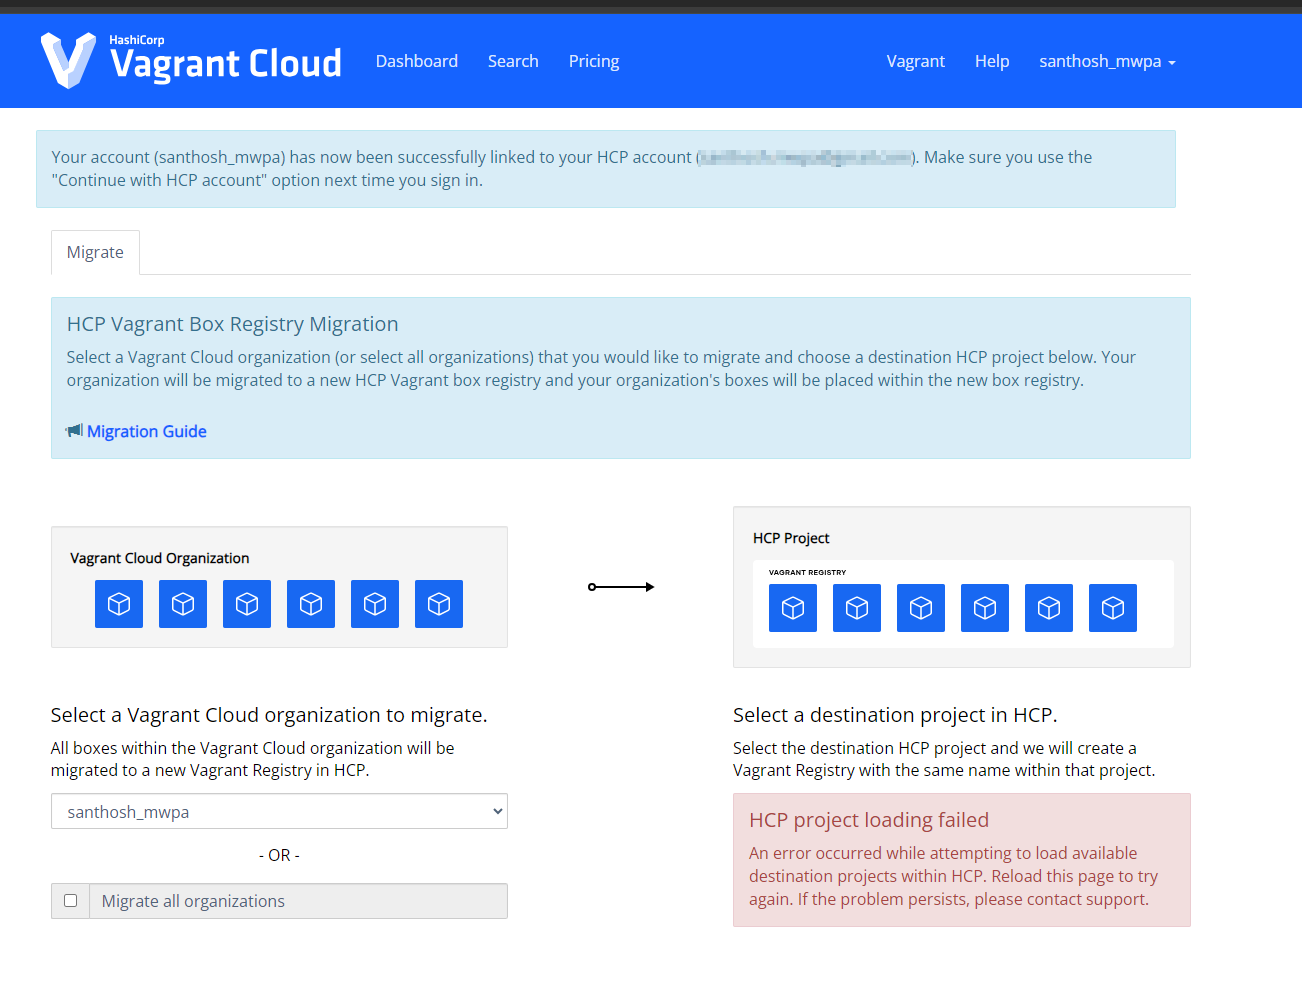 HashiCorp
Vagrant Cloud
Dashboard Search Pricing
Vagrant Help santhosh_mwpa
Your account (santhosh_mwpa) has now been successfully linked to your HCP account ( ). Make sure you use the
"Continue with HCP account" option next time you sign in.
Migrate
HCP Vagrant Box Registry Migration
Select a Vagrant Cloud organization (or select all organizations) that you would like to migrate and choose a destination HCP project below. Your
organization will be migrated to a new HCP Vagrant box registry and your organization's boxes will be placed within the new box registry.
Migration Guide
Vagrant Cloud Organization
HCP Project
VAGRANT REGISTRY
Select a Vagrant Cloud organization to migrate.
All boxes within the Vagrant Cloud organization will be
migrated to a new Vagrant Registry in HCP.
santhosh_mwpa
- OR -
Migrate all organizations
Select a destination project in HCP.
Select the destination HCP project and we will create a
Vagrant Registry with the same name within that project.
HCP project loading failed
An error occurred while attempting to load available
destination projects within HCP. Reload this page to try
again. If the problem persists, please contact support.